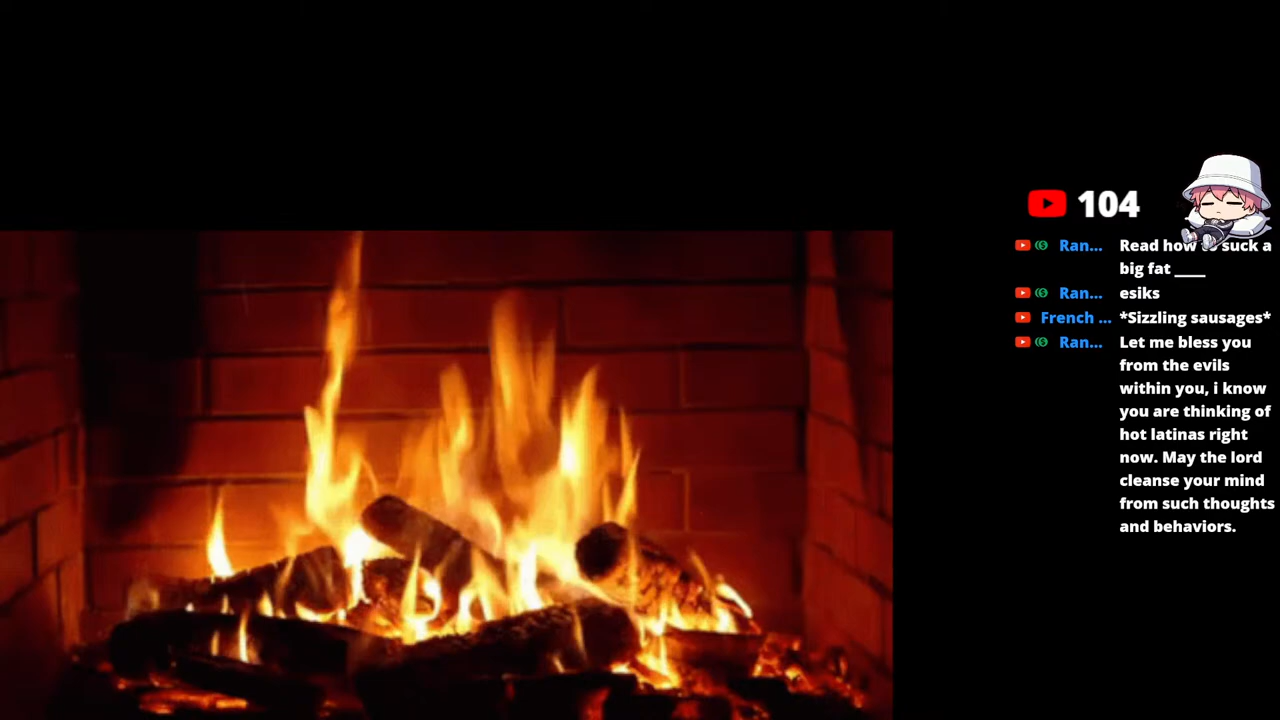 104
Ran... Read how to suck a
big fat ____
Ran... esiks
French ... *Sizzling sausages*
Ran... Let me bless you
from the evils
within you, i know
you are thinking of
hot latinas right
now. May the lord
cleanse your mind
from such thoughts
and behaviors.